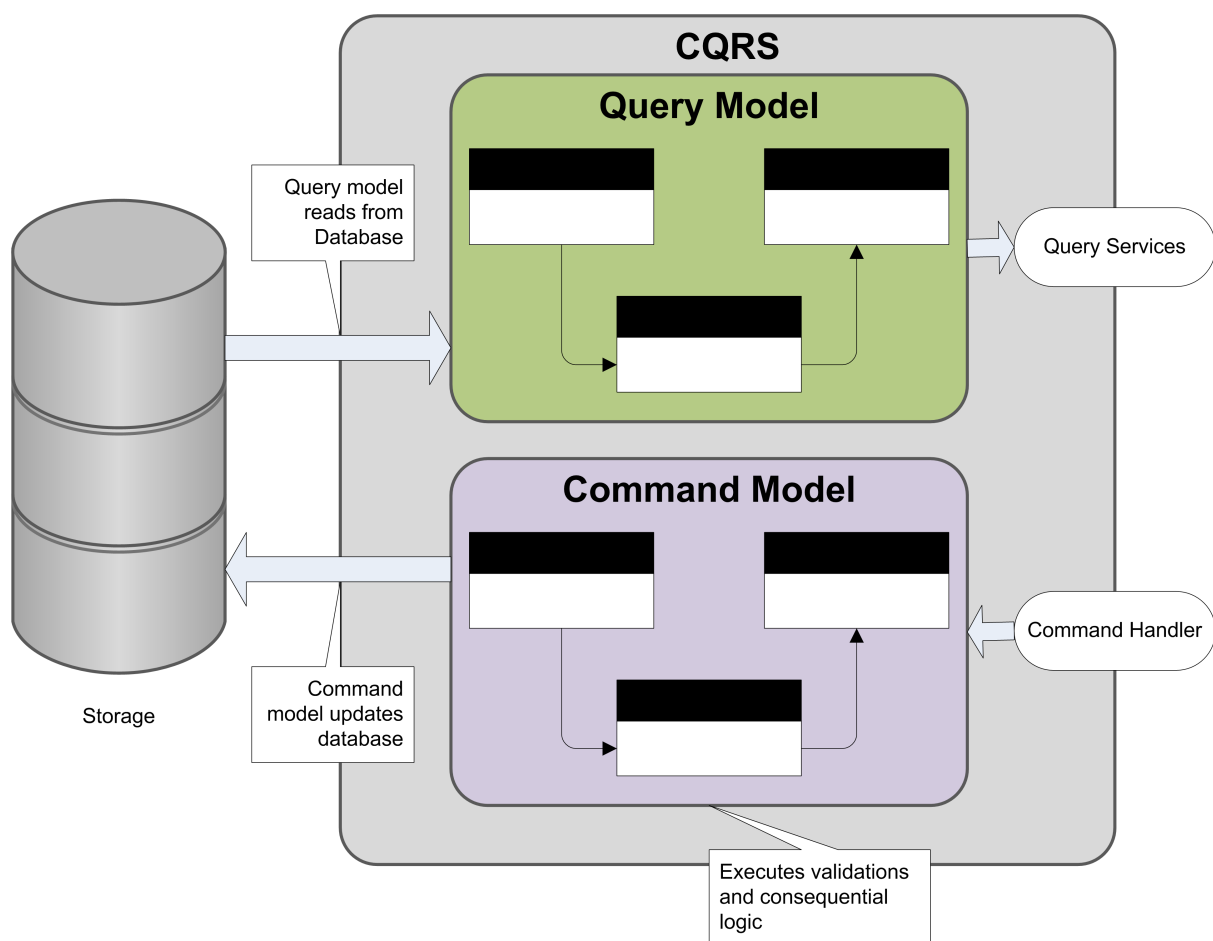 CQRS
Query Model
Query model
reads from
Database
Query Services
Command Model
Command Handler
Command
model updates
database
Storage
Executes validations
and consequential
logic